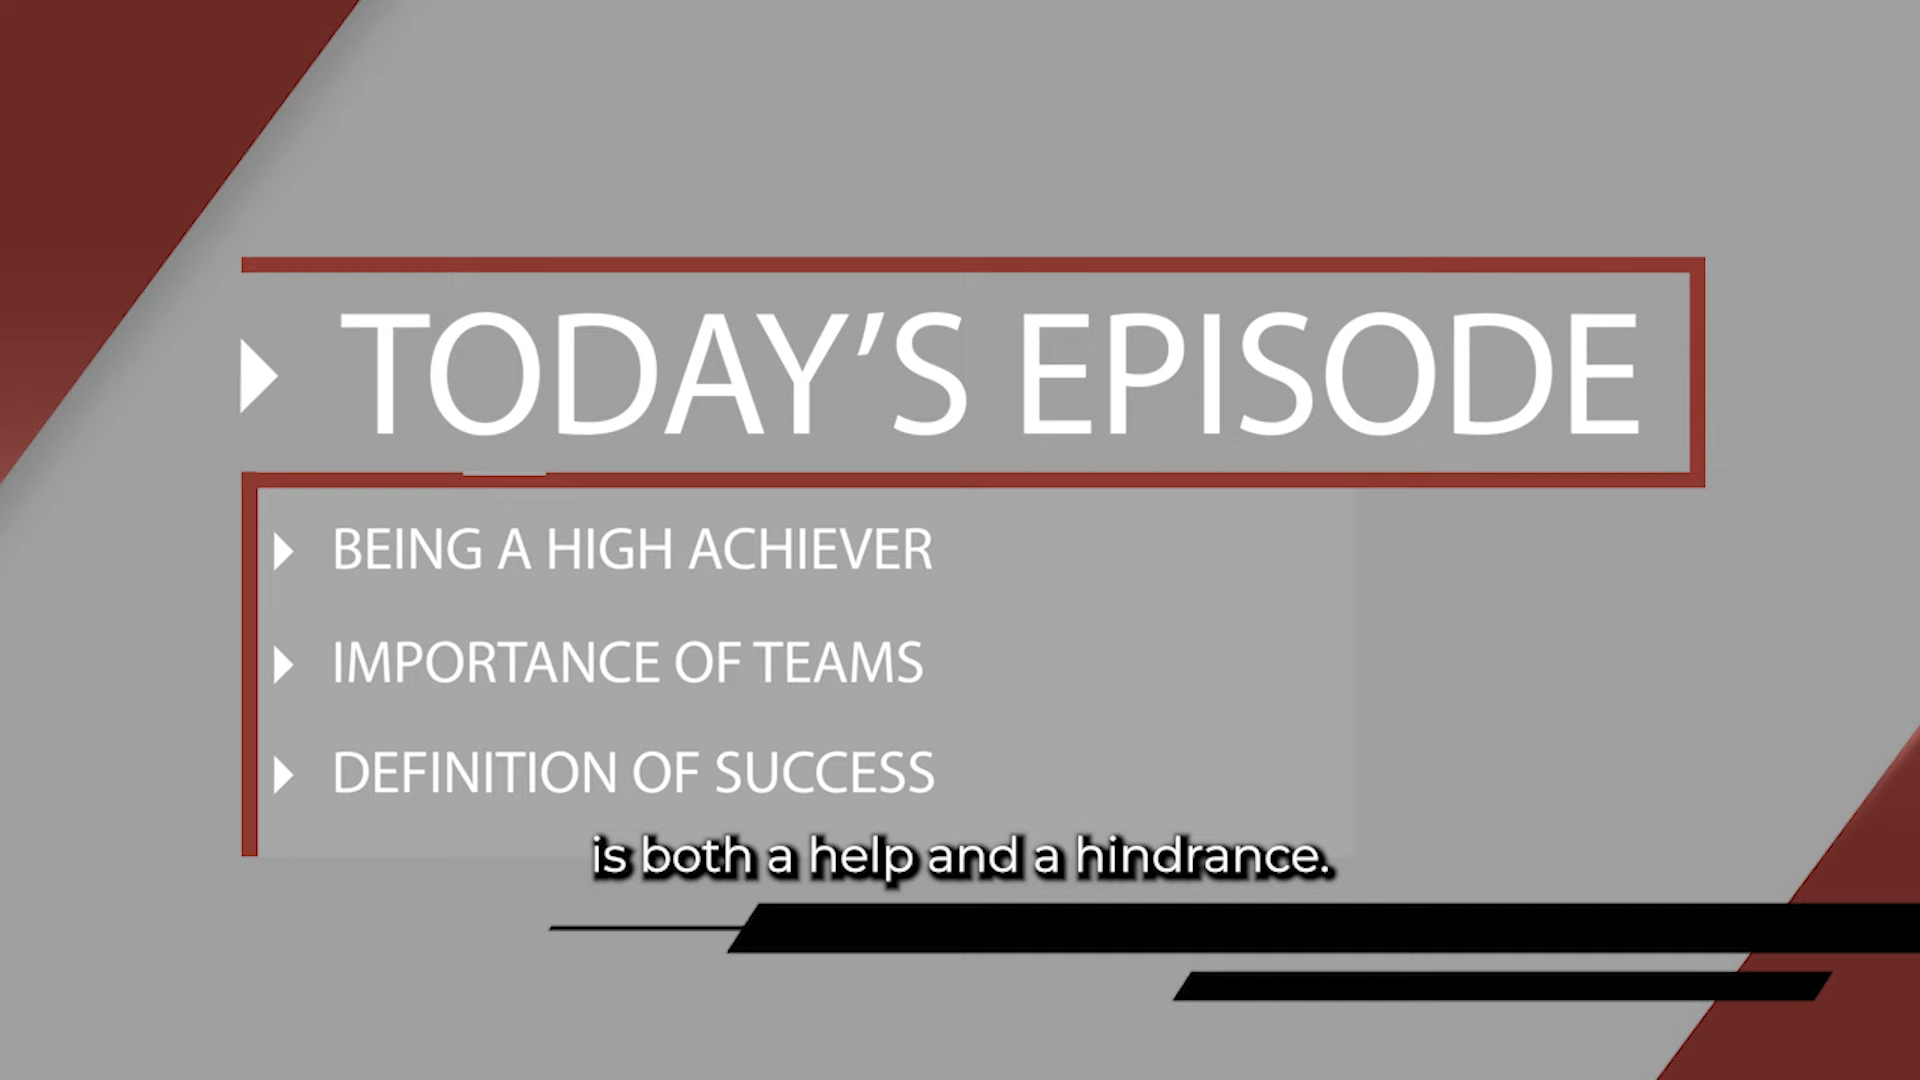 TODAY’S EPISODE
BEING A HIGH ACHIEVER
IMPORTANCE OF TEAMS
DEFINITION OF SUCCESS
is both a help and a hindrance.